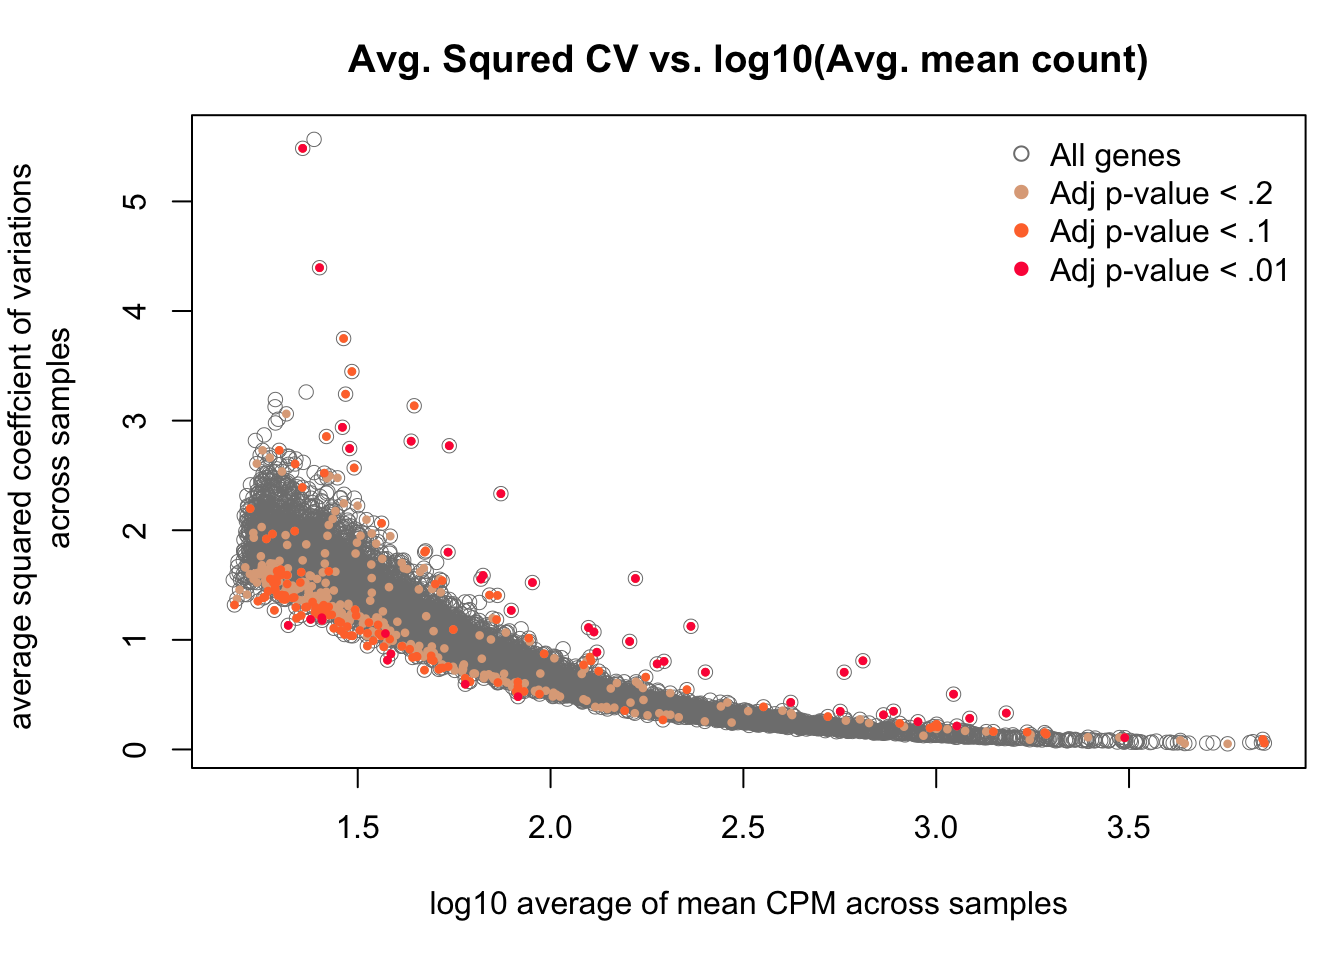 Avg. Squred CV vs. log10(Avg. mean count)
average squared coeffcient of variations
across samples
5
4
3
2
1
0
All genes
Adj p-value < .2
Adj p-value < .1
Adj p-value < .01
1.5
2.0
2.5
3.0
3.5
log10 average of mean CPM across samples